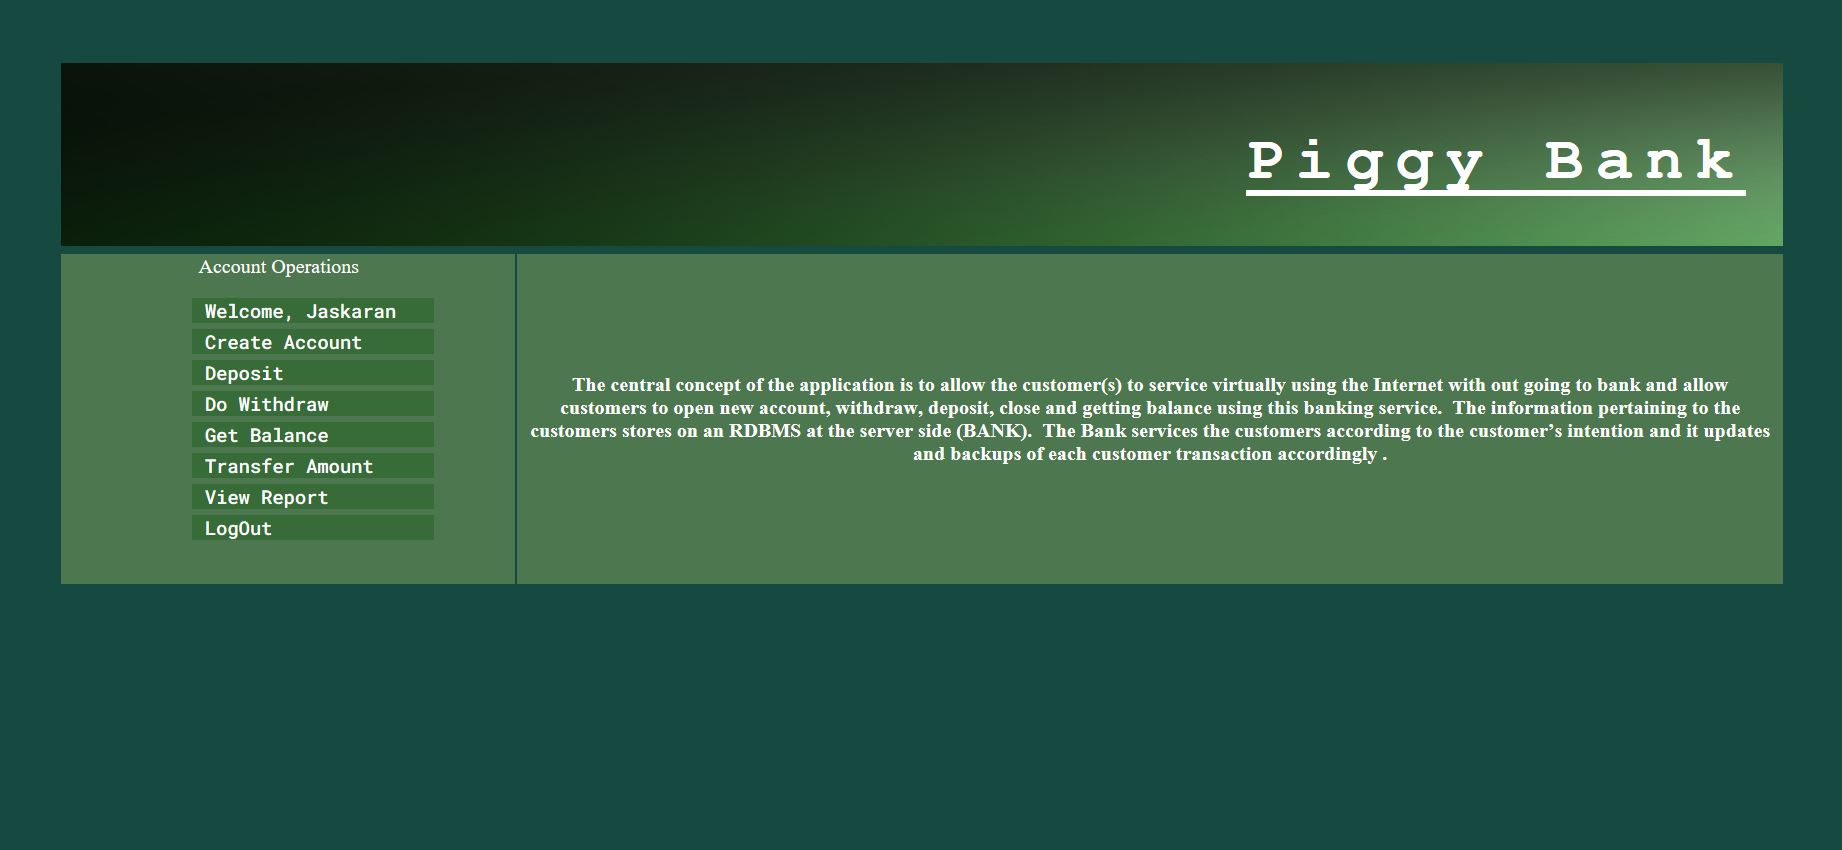 Piggy Bank
Account Operations
Welcome, Jaskaran
Create Account
Deposit
Do Withdraw
Get Balance
Transfer Amount
View Report
LogOut
The central concept of the application is to allow the customer(s) to service virtually using the Internet with out going to bank and allow
customers to open new account, withdraw, deposit, close and getting balance using this banking service.  The information pertaining to the
customers stores on an RDBMS at the server side (BANK).  The Bank services the customers according to the customer’s intention and it updates
and backups of each customer transaction accordingly .